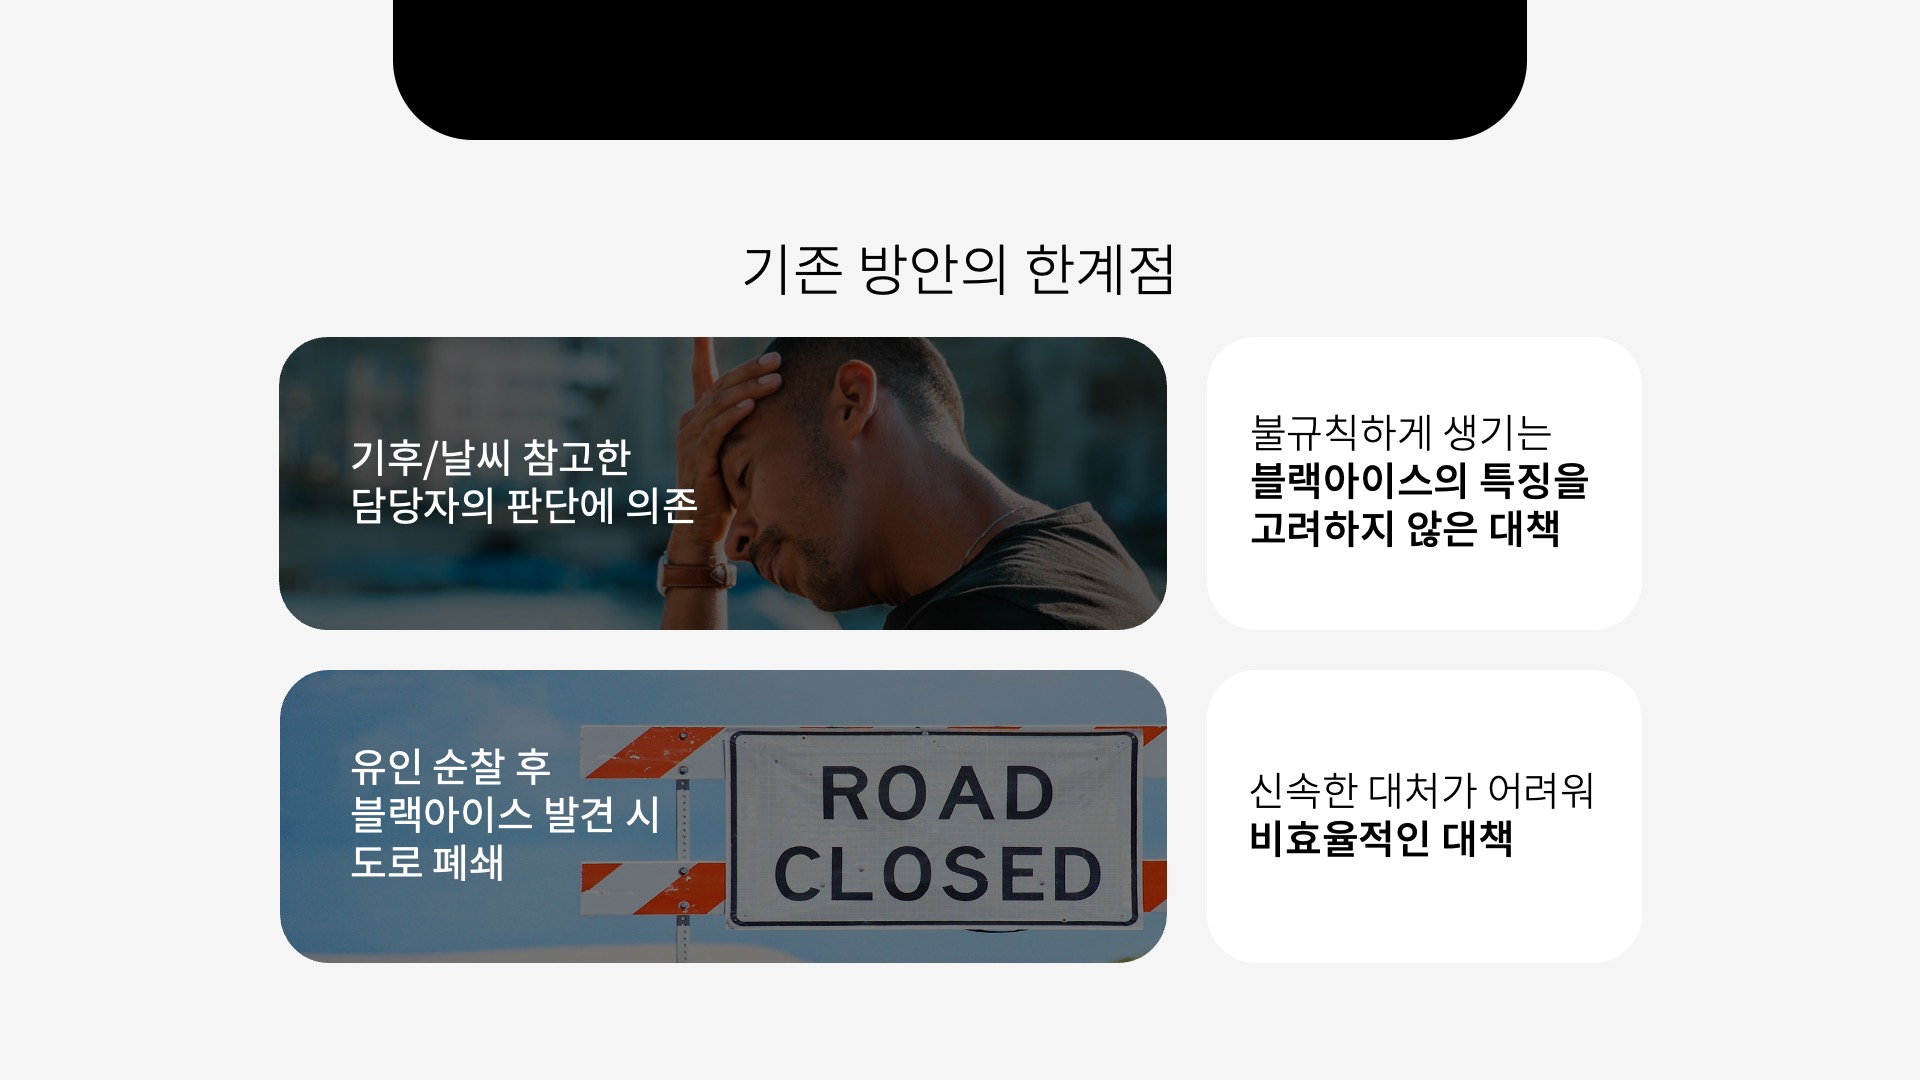 기존 방안의 한계점
기후/날씨 참고한
담당자의 판단에 의존
불규칙하게 생기는
블랙아이스의 특징을
고려하지 않은 대책
유인 순찰 후
블랙아이스 발견 시
도로 폐쇄
ROAD
CLOSED
신속한 대처가 어려워
비효율적인 대책